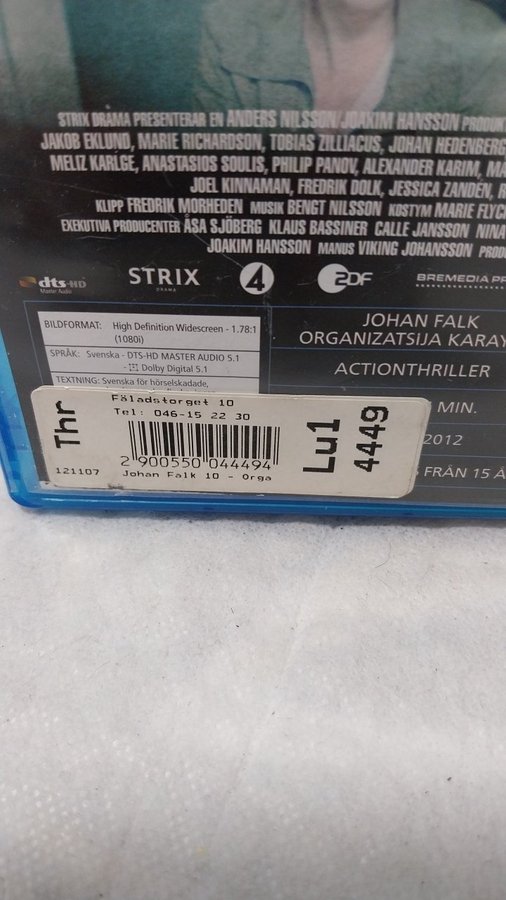 STRIX DRAMA PRESENTERAR EN ANDERS NILSSON/JOAKIM HANSSON
JAKOB EKLUND, MARIE RICHARDSON, TOBIAS ZILLIACUS, JOHAN HEDENBERG
MELIZ KARLGE, ANASTASIOS SOULIS, PHILIP PANOV, ALEXANDER KARIM,
JOEL KINNAMAN, FREDRIK DOLK, JESSICA ZANDEN,
KLIPP FREDRIK MORHEDEN MUSIK BENGT NILSSON KOSTYM MARIE FLYC
EXEKUTIVA PRODUCENTER ÅSA SJÖBERG KLAUS BASSINER CALLE JANSSON NINA
JOAKIM HANSSON MANUS VIKING JOHANSSON PROD
dts-HD
Master Audio
STRIX
DRAMA
4
ZDF
BREMEDIA PR
BILDFORMAT: High Definition Widescreen - 1.78:1
(1080i)
SPRÅK: Svenska - DTS-HD MASTER AUDIO 5.1
- Dolby Digital 5.1
TEXTNING: Svenska för hörselskadade,
JOHAN FALK
ORGANIZATSIJA KARAY
ACTIONTHRILLER
MIN.
2012
FRÅN 15 Å
Thr
121107
Fäladstorget 10
Tel: 046-15 22 30
2 900550 044494
Johan Falk 10 - Orga
Lu1
4449